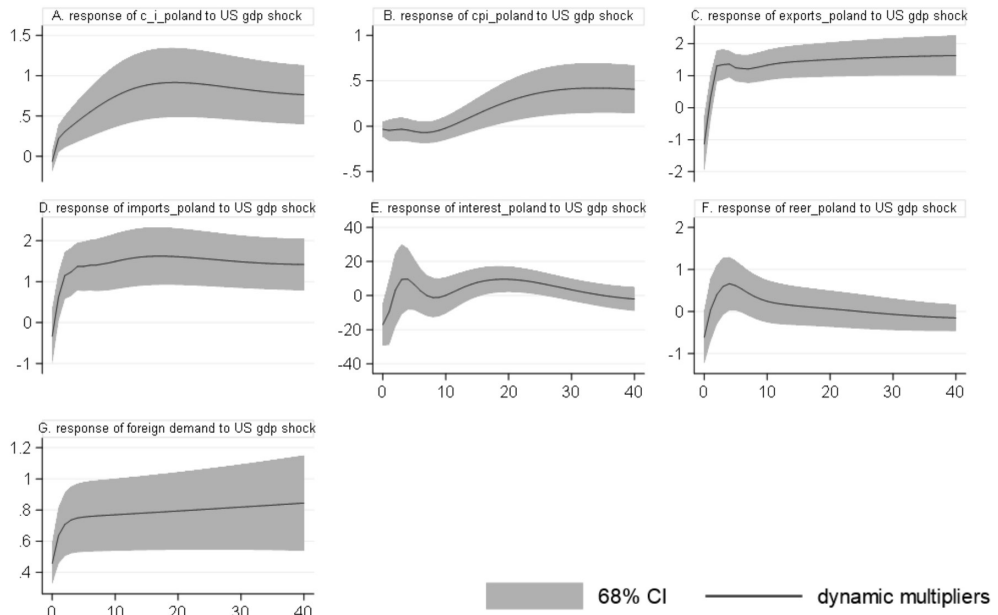 A. response of c_i_poland to US gdp shock
1.5
1
.5
0
B. response of cpi_poland to US gdp shock
1
.5
0
-.5
C. response of exports_poland to US gdp shock
2
1
0
-1
-2
D. response of imports_poland to US gdp shock
2
1
0
-1
E. response of interest_poland to US gdp shock
40
20
0
-20
-40
0 10 20 30 40
F. response of reer_poland to US gdp shock
2
1
0
-1
0 10 20 30 40
G. response of foreign demand to US gdp shock
1.2
1
.8
.6
.4
0 10 20 30 40
68% CI dynamic multipliers